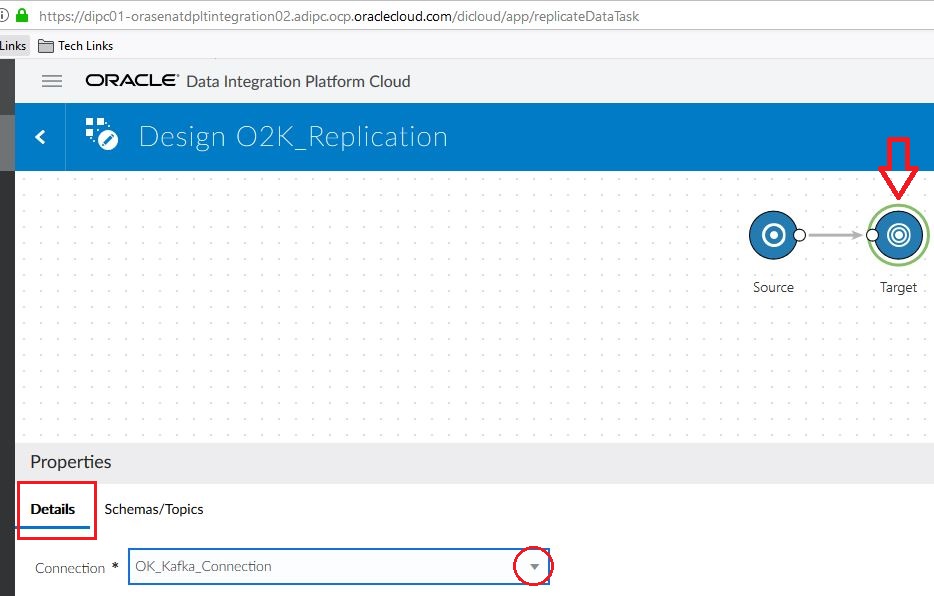 https://dipc01-orasenatdpltintegration02.adipc.ocp.oraclecloud.com/dicloud/app/replicateDataTask
Links Tech Links
ORACLE Data Integration Platform Cloud
Design O2K_Replication
Source Target
Properties
Details Schemas/Topics
Connection * OK_Kafka_Connection